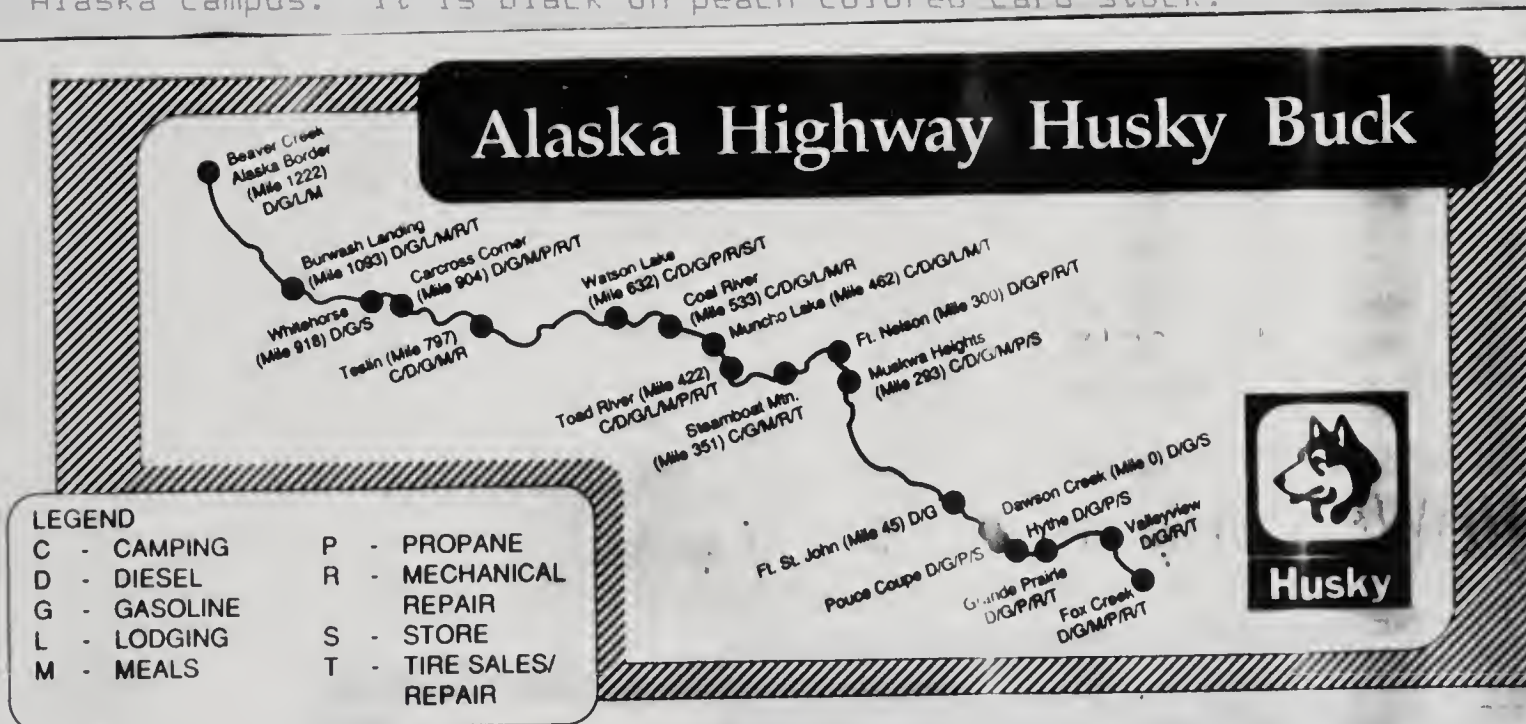 Alaska Campus. It is black on peach colored card stock.
Alaska Highway Husky Buck
Beaver Creek
Alaska Border
(Mile 1222)
D/G/L/M
Burwash Landing
(Mile 1093) D/G/L/M/R/T
Carcross Corner
(Mile 904) D/G/M/P/R/T
Whitehorse
(Mile 918) D/G/S
Teslin (Mile 797)
C/D/G/M/R
Watson Lake
(Mile 632) C/D/G/P/R/S/T
Coal River
(Mile 533) C/D/G/L/M/R
Muncho Lake (Mile 462) C/D/G/L/M/T
Toad River (Mile 422)
C/D/G/L/M/P/R/T
Steamboat Mtn.
(Mile 351) C/G/M/R/T
Ft. Nelson (Mile 300) D/G/P/R/T
Muskwa Heights
(Mile 293) C/D/G/M/P/S
Ft. St. John (Mile 45) D/G
Dawson Creek (Mile 0) D/G/S
Pouce Coupe D/G/P/S
Hythe D/G/P/S
Grande Prairie
D/G/P/R/T
Valleyview
D/G/R/T
Fox Creek
D/G/M/P/R/T
Husky
LEGEND
C - CAMPING
D - DIESEL
G - GASOLINE
L - LODGING
M - MEALS
P - PROPANE
R - MECHANICAL
REPAIR
S - STORE
T - TIRE SALES/
REPAIR